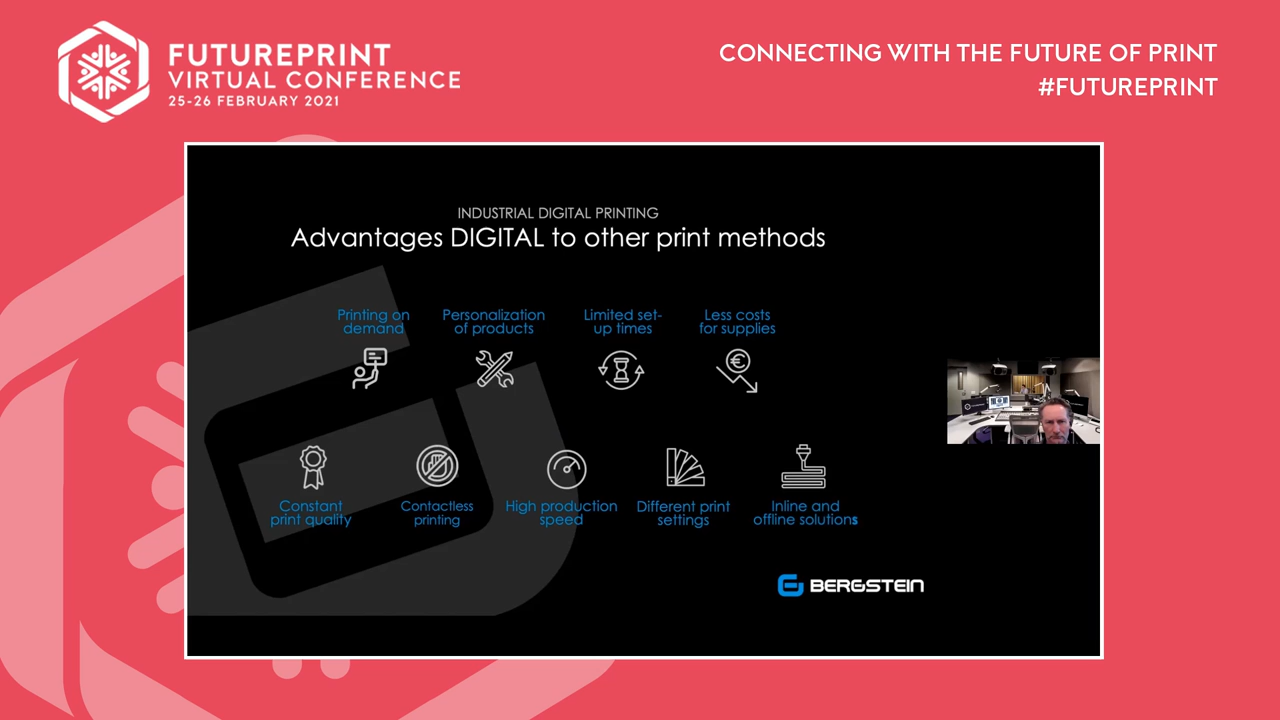 FUTUREPRINT
VIRTUAL CONFERENCE
25-26 FEBRUARY 2021
CONNECTING WITH THE FUTURE OF PRINT
#FUTUREPRINT
INDUSTRIAL DIGITAL PRINTING
Advantages DIGITAL to other print methods
Printing on
demand
Personalization
of products
Limited set-
up times
Less costs
for supplies
Constant
print quality
Contactless
printing
High production
speed
Different print
settings
Inline and
offline solutions
BERGSTEIN